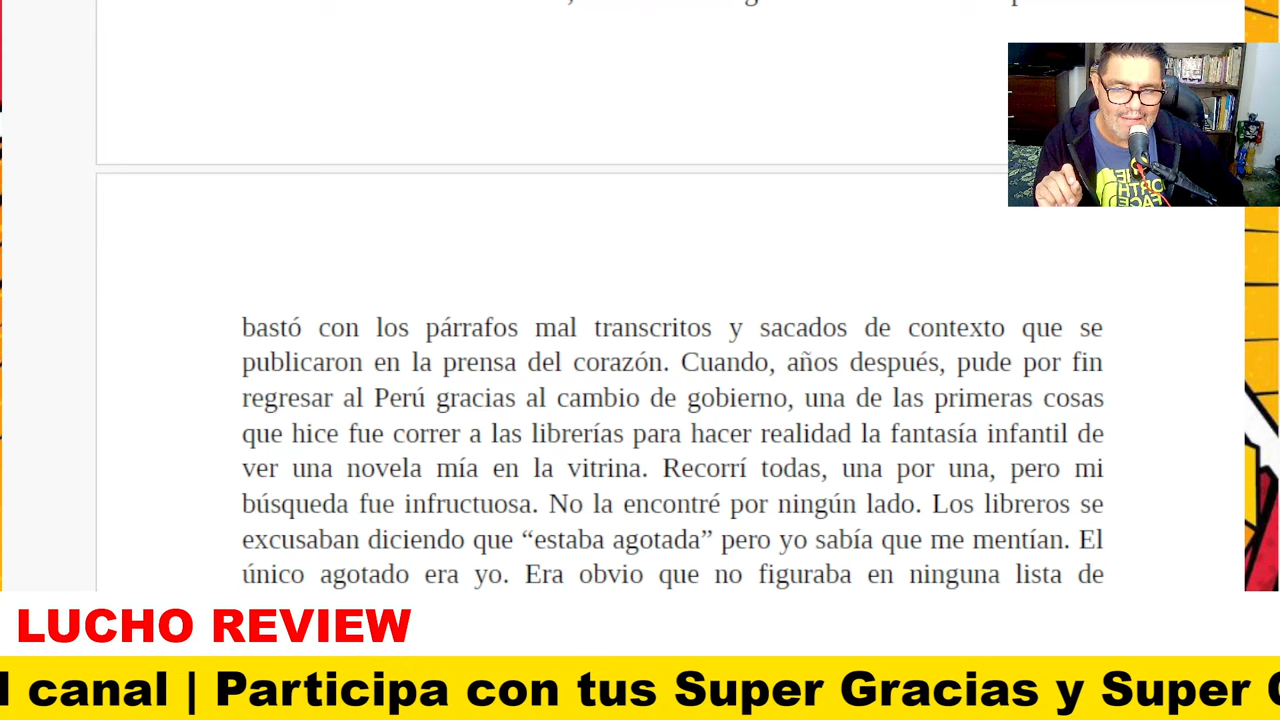 bastó con los párrafos mal transcritos y sacados de contexto que se
publicaron en la prensa del corazón. Cuando, años después, pude por fin
regresar al Perú gracias al cambio de gobierno, una de las primeras cosas
que hice fue correr a las librerías para hacer realidad la fantasía infantil de
ver una novela mía en la vitrina. Recorrí todas, una por una, pero mi
búsqueda fue infructuosa. No la encontré por ningún lado. Los libreros se
excusaban diciendo que “estaba agotada” pero yo sabía que me mentían. El
único agotado era yo. Era obvio que no figuraba en ninguna lista de
LUCHO REVIEW
canal | Participa con tus Super Gracias y Super